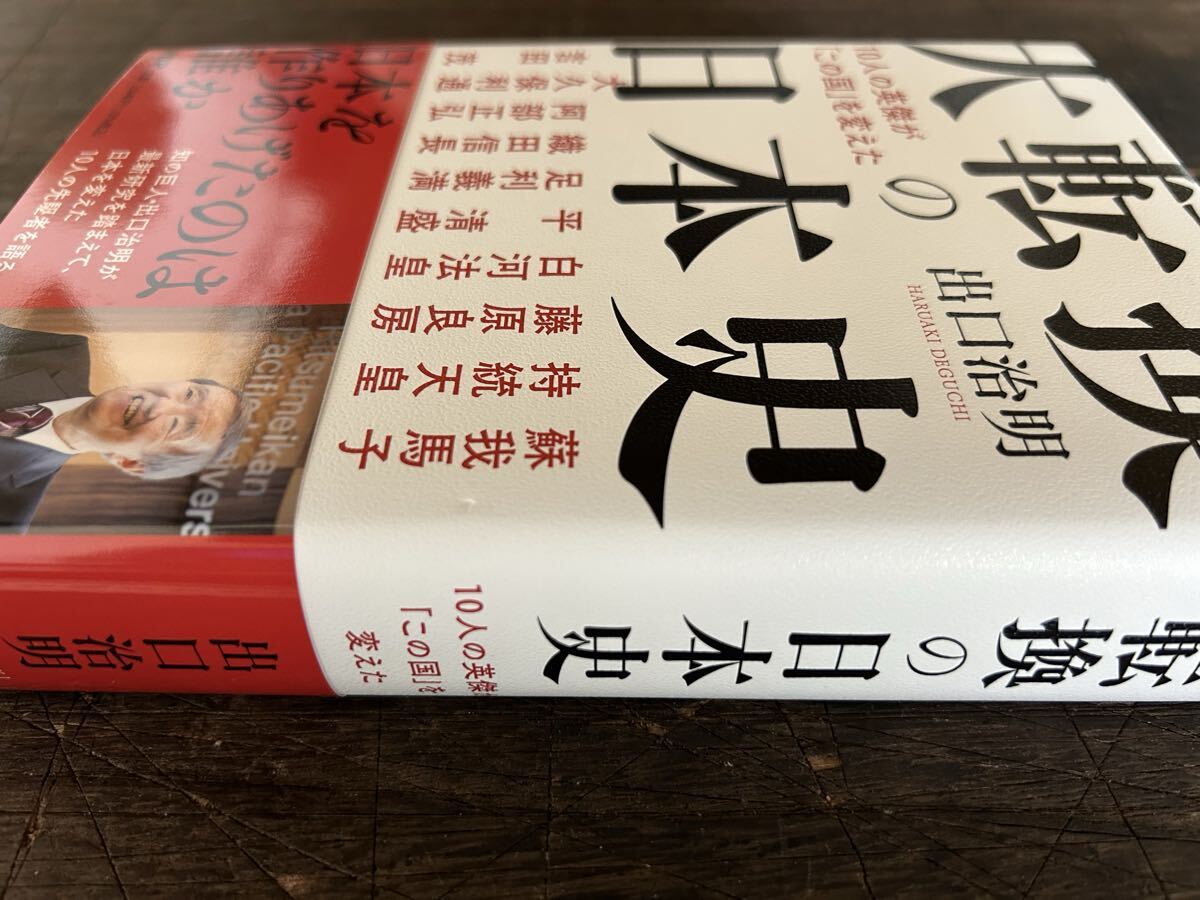 大転換の
日本史
10人の英傑が
「この国」を変えた
出口治明
HARUAKI DEGUCHI
蘇我馬子
持統天皇
藤原良房
白河法皇
平 清盛
足利義満
織田信長
阿部正弘
大久保利通
吉田 茂
日本を
作りあげたのは
誰か
知の巨人・出口治明が
最新研究を踏まえて、
日本を変えた
10人の先駆者を語る
tsumeikan
a Pacific Univers
転換の日本史
10人の英傑
「この国」を
変えた
出口治明